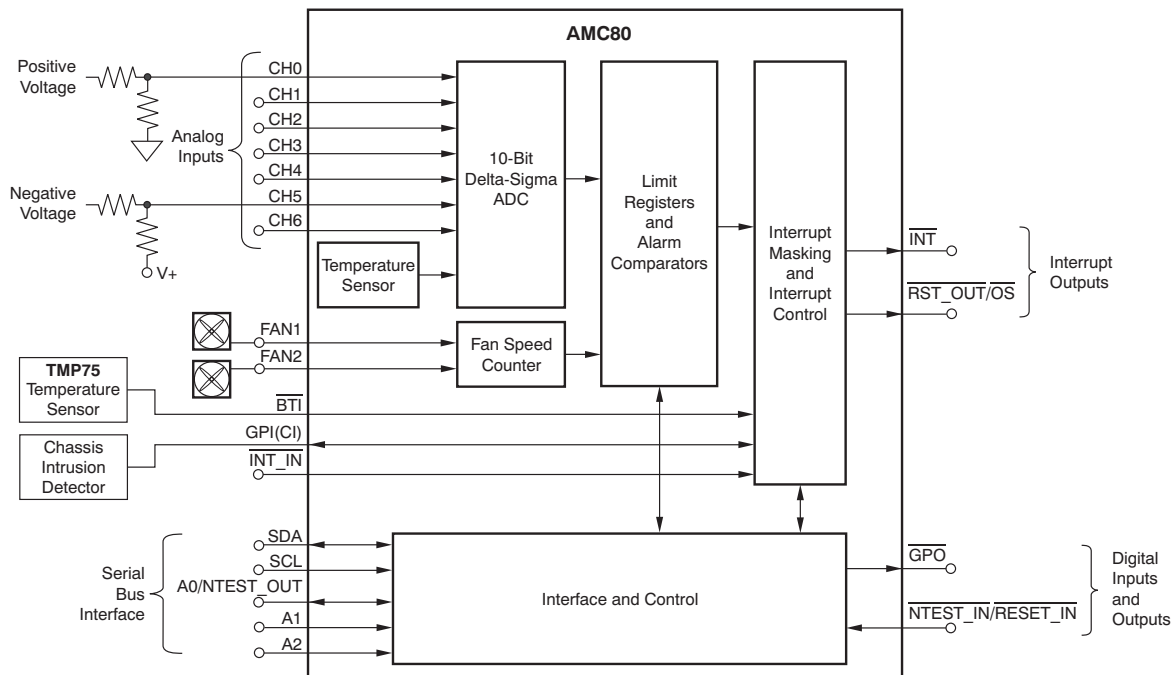 AMC80
Positive
Voltage
Negative
Voltage
V+
Analog
Inputs
CH0
CH1
CH2
CH3
CH4
CH5
CH6
10-Bit
Delta-Sigma
ADC
Temperature
Sensor
Limit
Registers
and
Alarm
Comparators
Interrupt
Masking
and
Interrupt
Control
INT
RST_OUT/OS
Interrupt
Outputs
FAN1
FAN2
Fan Speed
Counter
TMP75
Temperature
Sensor
BTI
Chassis
Intrusion
Detector
GPI(CI)
INT_IN
Serial
Bus
Interface
SDA
SCL
A0/NTEST_OUT
A1
A2
Interface and Control
GPO
NTEST_IN/RESET_IN
Digital
Inputs
and
Outputs